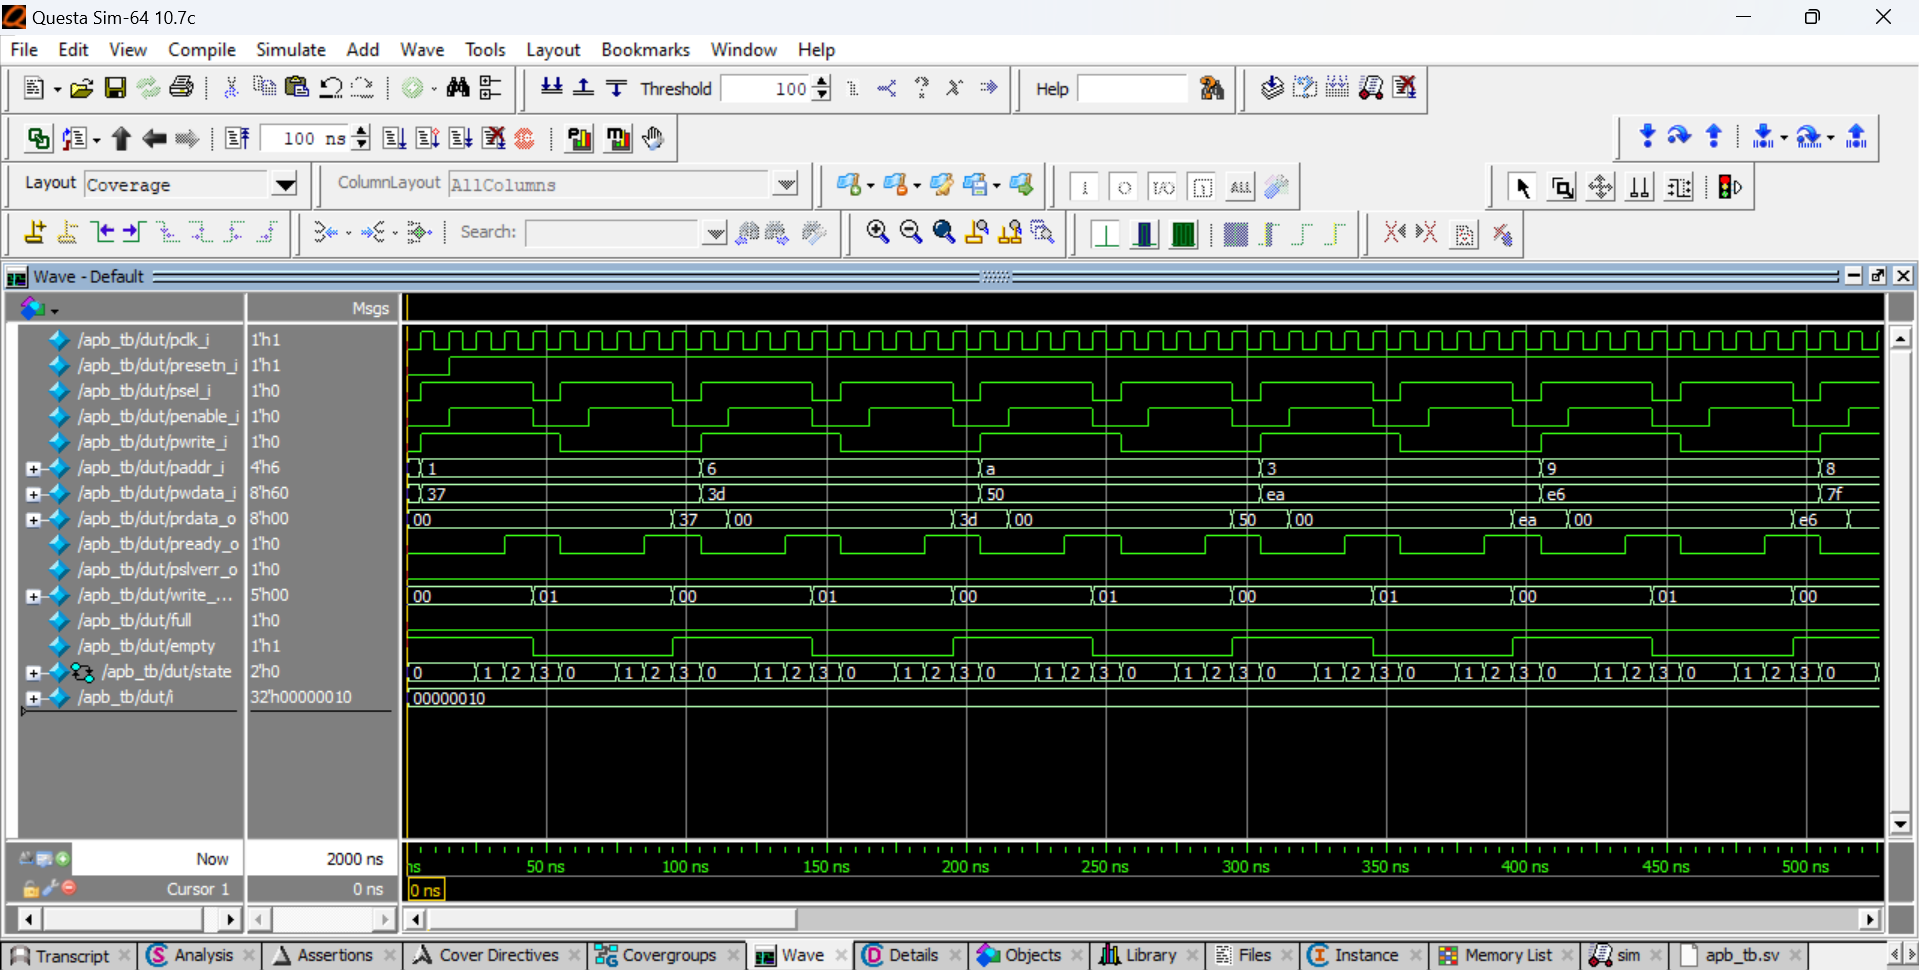 Questa Sim-64 10.7c
File Edit View Compile Simulate Add Wave Tools Layout Bookmarks Window Help
Threshold 100 Help
100 ns
Layout Coverage ColumnLayout AllColumns ALL
Search:
Wave - Default
Msgs
/apb_tb/dut/pclk_i 1'h1
/apb_tb/dut/presetn_i 1'h1
/apb_tb/dut/psel_i 1'h0
/apb_tb/dut/penable_i 1'h0
/apb_tb/dut/pwrite_i 1'h0
/apb_tb/dut/paddr_i 4'h6 1 6 a 3 9 8
/apb_tb/dut/pwdata_i 8'h60 37 3d 50 ea e6 7f
/apb_tb/dut/prdata_o 8'h00 00 37 00 3d 00 50 00 ea 00 e6
/apb_tb/dut/pready_o 1'h0
/apb_tb/dut/pslverr_o 1'h0
/apb_tb/dut/write_... 5'h00 00 01 00 01 00 01 00 01 00 01 00
/apb_tb/dut/full 1'h0
/apb_tb/dut/empty 1'h1
/apb_tb/dut/state 2'h0 0 1 2 3 0 1 2 3 0 1 2 3 0 1 2 3 0 1 2 3 0 1 2 3 0 1 2 3 0 1 2 3 0 1 2 3 0 1 2 3 0
/apb_tb/dut/i 32'h00000010 00000010
Now 2000 ns ns 50 ns 100 ns 150 ns 200 ns 250 ns 300 ns 350 ns 400 ns 450 ns 500 ns
Cursor 1 0 ns 0 ns
Transcript Analysis Assertions Cover Directives Covergroups Wave Details Objects Library Files Instance Memory List sim apb_tb.sv